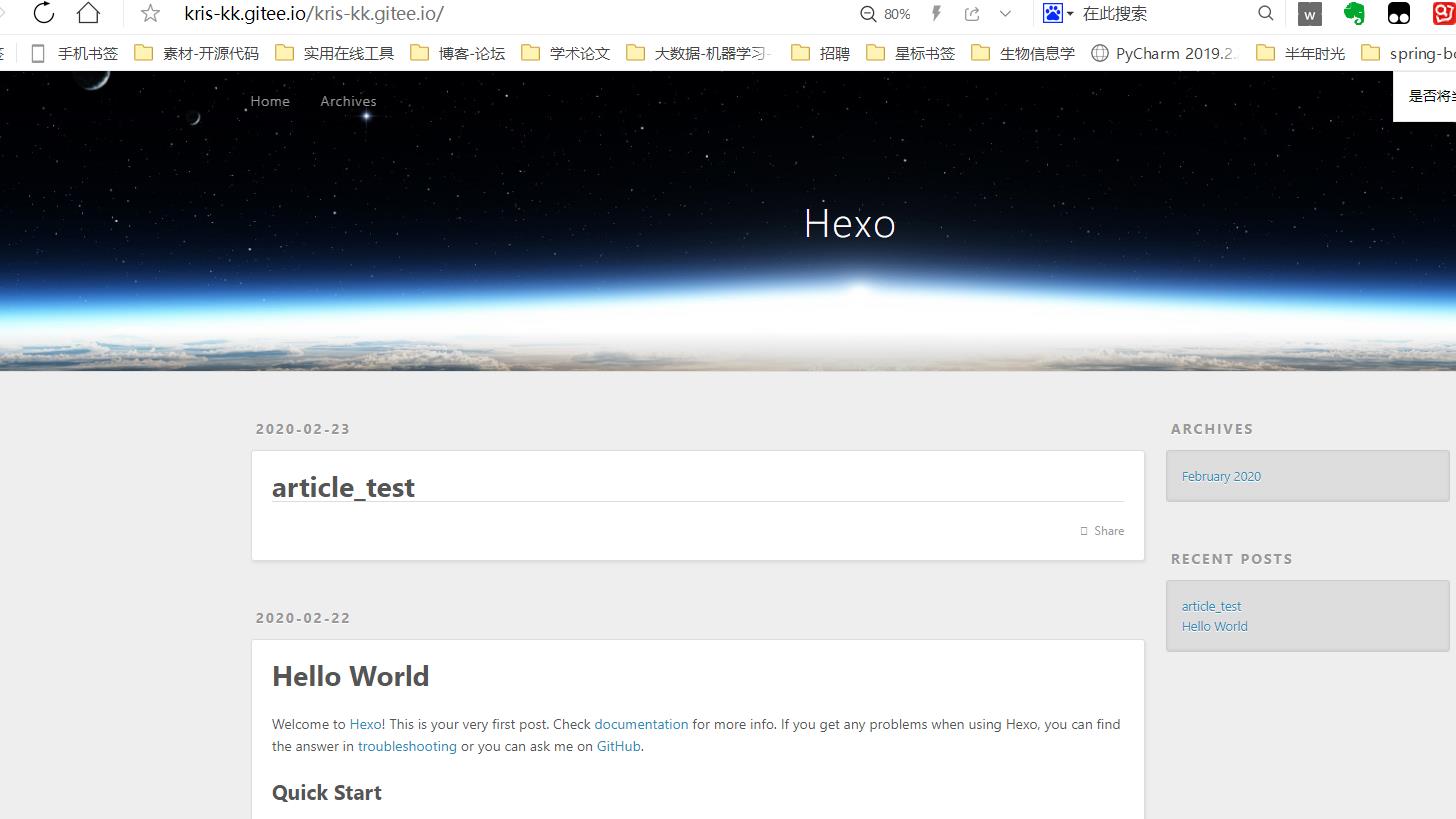 kris-kk.gitee.io/kris-kk.gitee.io/
80%
在此搜索
w
手机书签 素材-开源代码 实用在线工具 博客-论坛 学术论文 大数据-机器学习- 招聘 星标书签 生物信息学 PyCharm 2019.2. 半年时光 spring-b
Home Archives
是否将
Hexo
2020-02-23
article_test
Share
2020-02-22
Hello World
Welcome to Hexo! This is your very first post. Check documentation for more info. If you get any problems when using Hexo, you can find
the answer in troubleshooting or you can ask me on GitHub.
Quick Start
ARCHIVES
February 2020
RECENT POSTS
article_test
Hello World